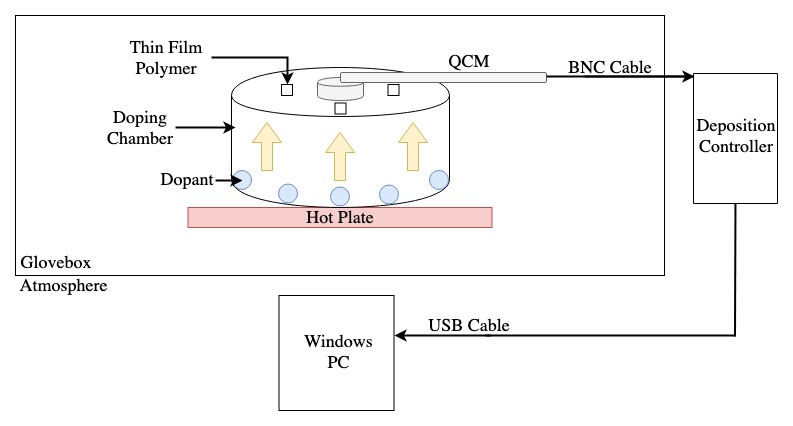 Thin Film
Polymer
QCM
BNC Cable
Doping
Chamber
Deposition
Controller
Dopant
Hot Plate
Glovebox
Atmosphere
USB Cable
Windows
PC